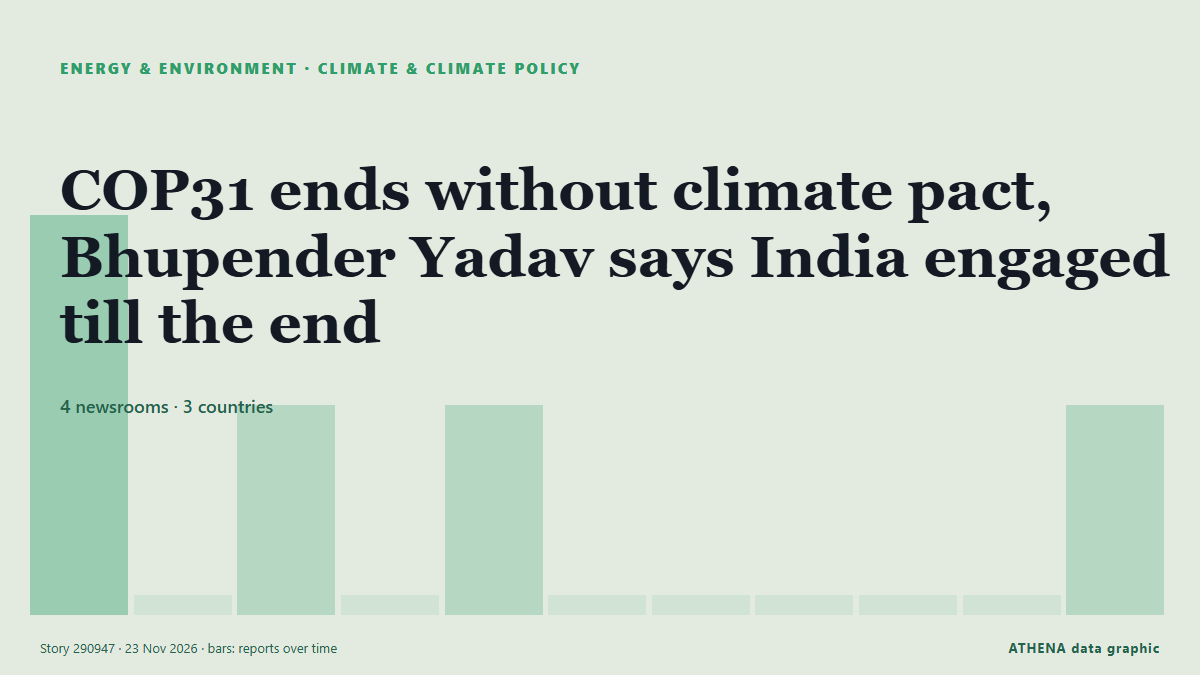 ENERGY & ENVIRONMENT · CLIMATE & CLIMATE POLICY
COP31 ends without climate pact,
Bhupender Yadav says India engaged
till the end
4 newsrooms · 3 countries
Story 290947 · 23 Nov 2026 · bars: reports over time
ATHENA data graphic